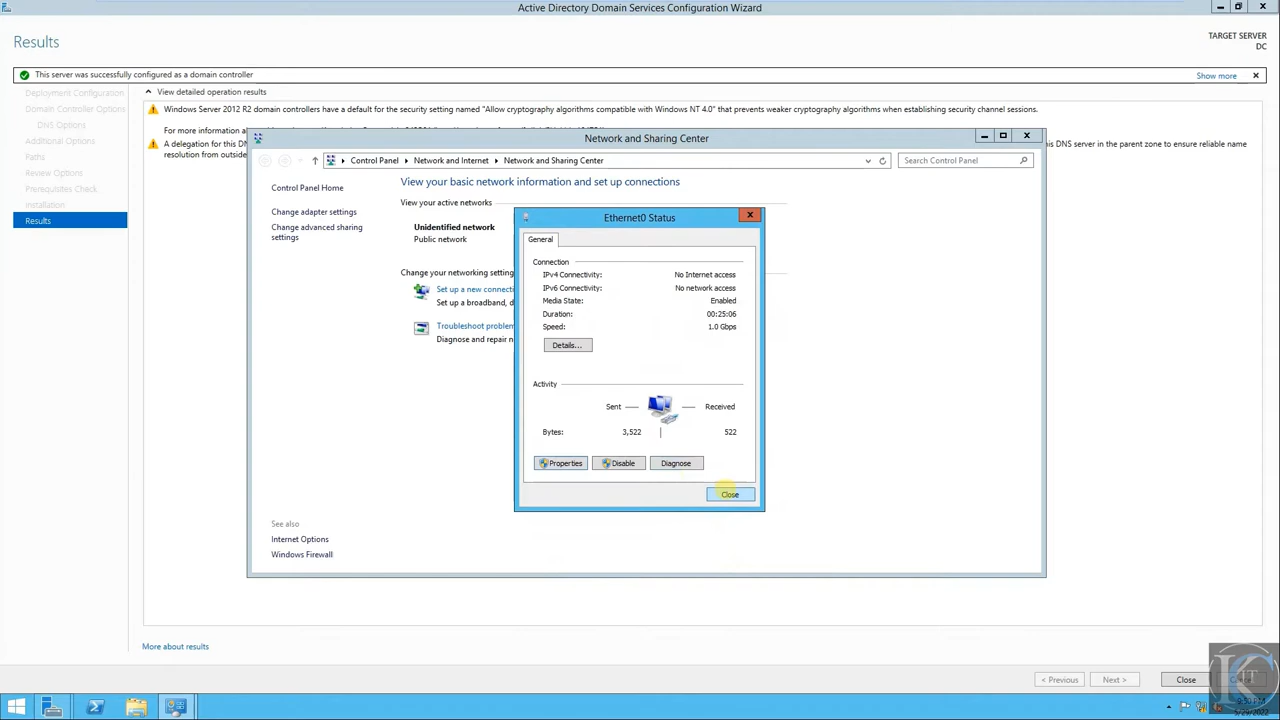 Active Directory Domain Services Configuration Wizard
Results
TARGET SERVER
DC
This server was successfully configured as a domain controller
Show more
Deployment Configuration
Domain Controller Options
DNS Options
Additional Options
Paths
Review Options
Prerequisites Check
Installation
Results
View detailed operation results
Windows Server 2012 R2 domain controllers have a default for the security setting named "Allow cryptography algorithms compatible with Windows NT 4.0" that prevents weaker cryptography algorithms when establishing security channel sessions.
For more information a
A delegation for this DN
his DNS server in the parent zone to ensure reliable name
resolution from outside
Network and Sharing Center
Control Panel
Network and Internet
Network and Sharing Center
Search Control Panel
Control Panel Home
Change adapter settings
Change advanced sharing
settings
View your basic network information and set up connections
View your active networks
Unidentified network
Public network
Change your networking setting
Set up a new connecti
Set up a broadband, d
Troubleshoot problem
Diagnose and repair n
See also
Internet Options
Windows Firewall
Ethernet0 Status
General
Connection
IPv4 Connectivity: No Internet access
IPv6 Connectivity: No network access
Media State: Enabled
Duration: 00:25:06
Speed: 1.0 Gbps
Details...
Activity
Sent
Received
Bytes: 3,522 522
Properties
Disable
Diagnose
Close
More about results
< Previous
Next >
Close
5/29/2022